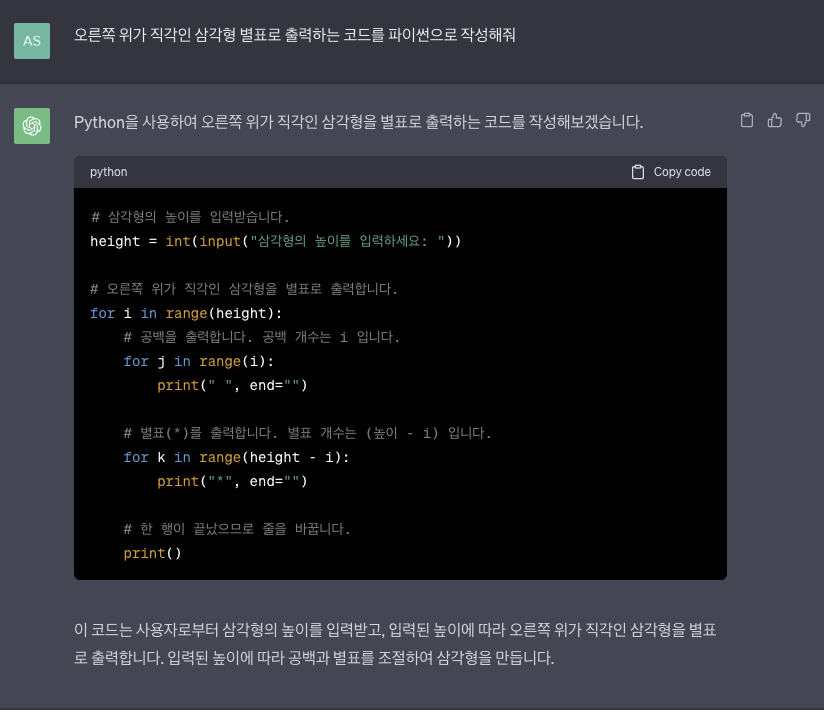 AS
오른쪽 위가 직각인 삼각형 별표로 출력하는 코드를 파이썬으로 작성해줘
Python을 사용하여 오른쪽 위가 직각인 삼각형을 별표로 출력하는 코드를 작성해보겠습니다.
python
Copy code
# 삼각형의 높이를 입력받습니다.
height = int(input("삼각형의 높이를 입력하세요: "))
# 오른쪽 위가 직각인 삼각형을 별표로 출력합니다.
for i in range(height):
    # 공백을 출력합니다. 공백 개수는 i 입니다.
    for j in range(i):
        print(" ", end="")
    # 별표(*)를 출력합니다. 별표 개수는 (높이 - i) 입니다.
    for k in range(height - i):
        print("*", end="")
    # 한 행이 끝났으므로 줄을 바꿉니다.
    print()
이 코드는 사용자로부터 삼각형의 높이를 입력받고, 입력된 높이에 따라 오른쪽 위가 직각인 삼각형을 별표
로 출력합니다. 입력된 높이에 따라 공백과 별표를 조절하여 삼각형을 만듭니다.